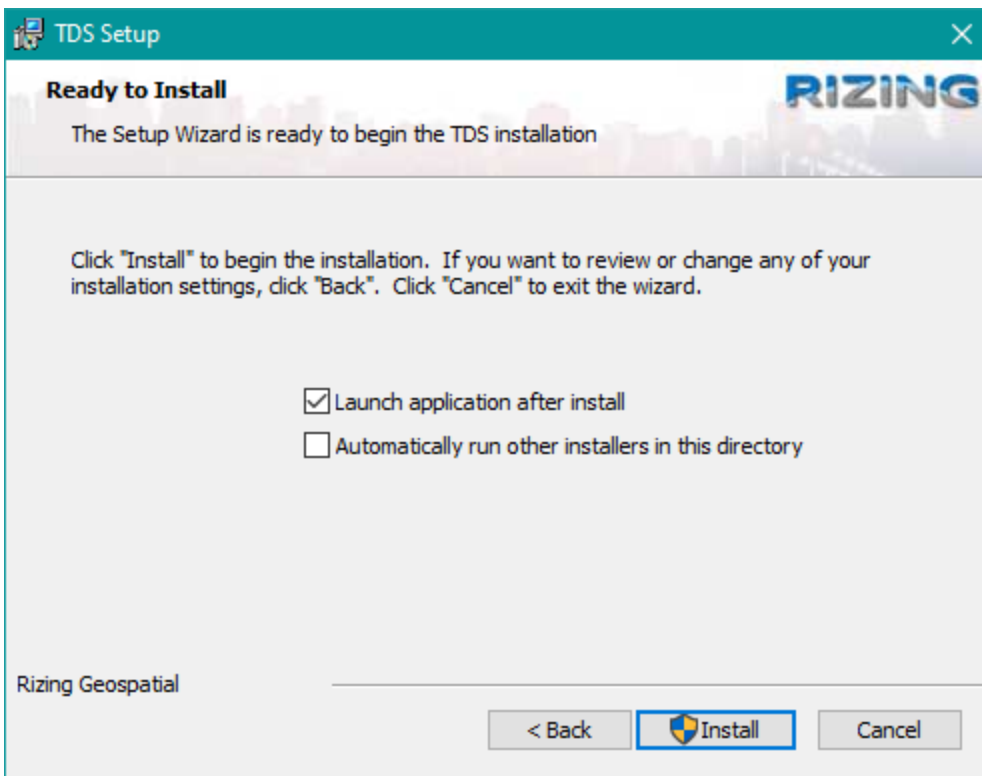 TDS Setup
Ready to Install
RIZING
The Setup Wizard is ready to begin the TDS installation
Click "Install" to begin the installation.  If you want to review or change any of your
installation settings, click "Back".  Click "Cancel" to exit the wizard.
Launch application after install
Automatically run other installers in this directory
Rizing Geospatial
< Back
Install
Cancel